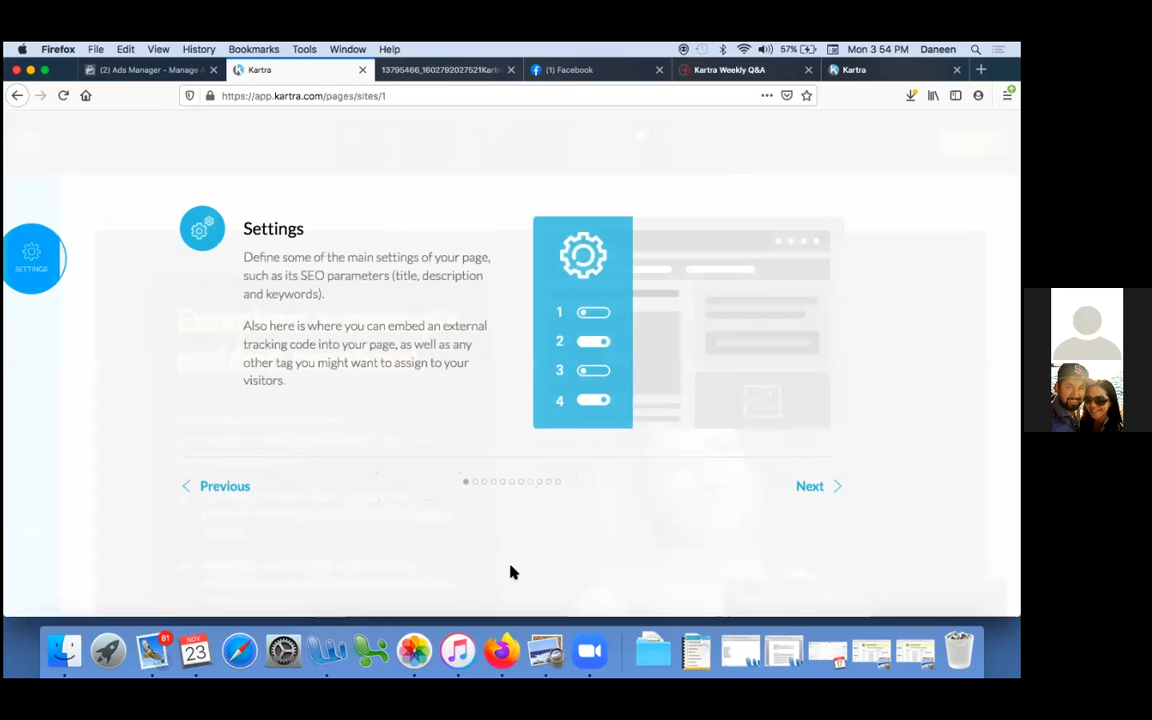 Firefox File Edit View History Bookmarks Tools Window Help 57% Mon 3 54 PM Daneen
(2) Ads Manager - Manage A Kartra 13795466_1602792027521Kartr (1) Facebook Kartra Weekly Q&A Kartra
https://app.kartra.com/pages/sites/1
SETTINGS
Settings
Define some of the main settings of your page,
such as its SEO parameters (title, description
and keywords).
Also here is where you can embed an external
tracking code into your page, as well as any
other tag you might want to assign to your
visitors.
1
2
3
4
Previous
Next
81
NOV
23